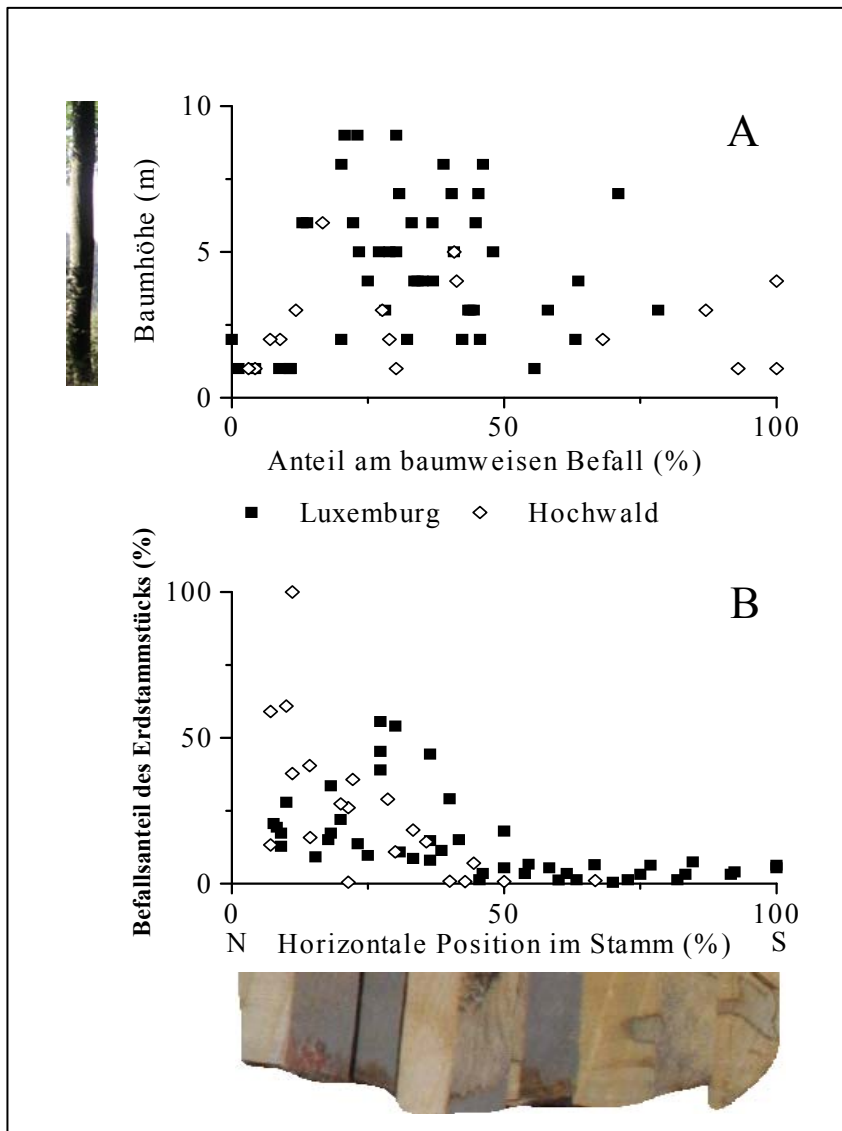 10
A
Baumhöhe (m)
5
0
0 50 100
Anteil am baumweisen Befall (%)
Luxemburg Hochwald
100
B
Befallsanteil des Erdstammstücks (%)
50
0
0 50 100
N Horizontale Position im Stamm (%) S